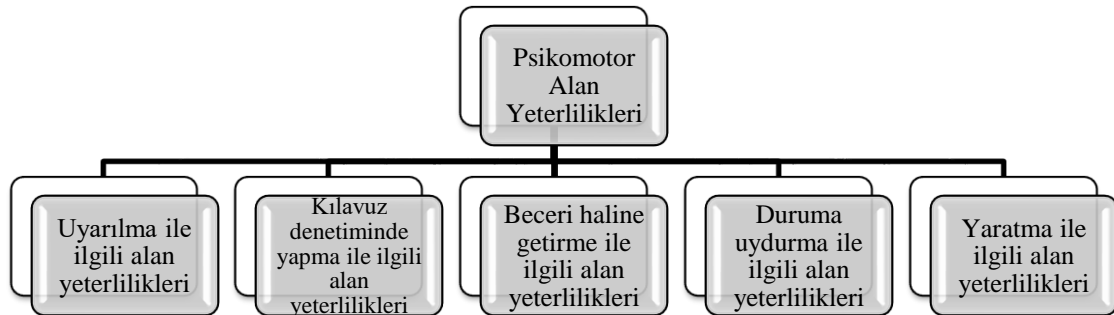 Psikomotor
Alan
Yeterlilikleri
Uyarılma ile
ilgili alan
yeterlilikleri
Kılavuz
denetiminde
yapma ile ilgili
alan
yeterlilikleri
Beceri haline
getirme ile
ilgili alan
yeterlilikleri
Duruma
uydurma ile
ilgili alan
yeterlilikleri
Yaratma ile
ilgili alan
yeterlilikleri